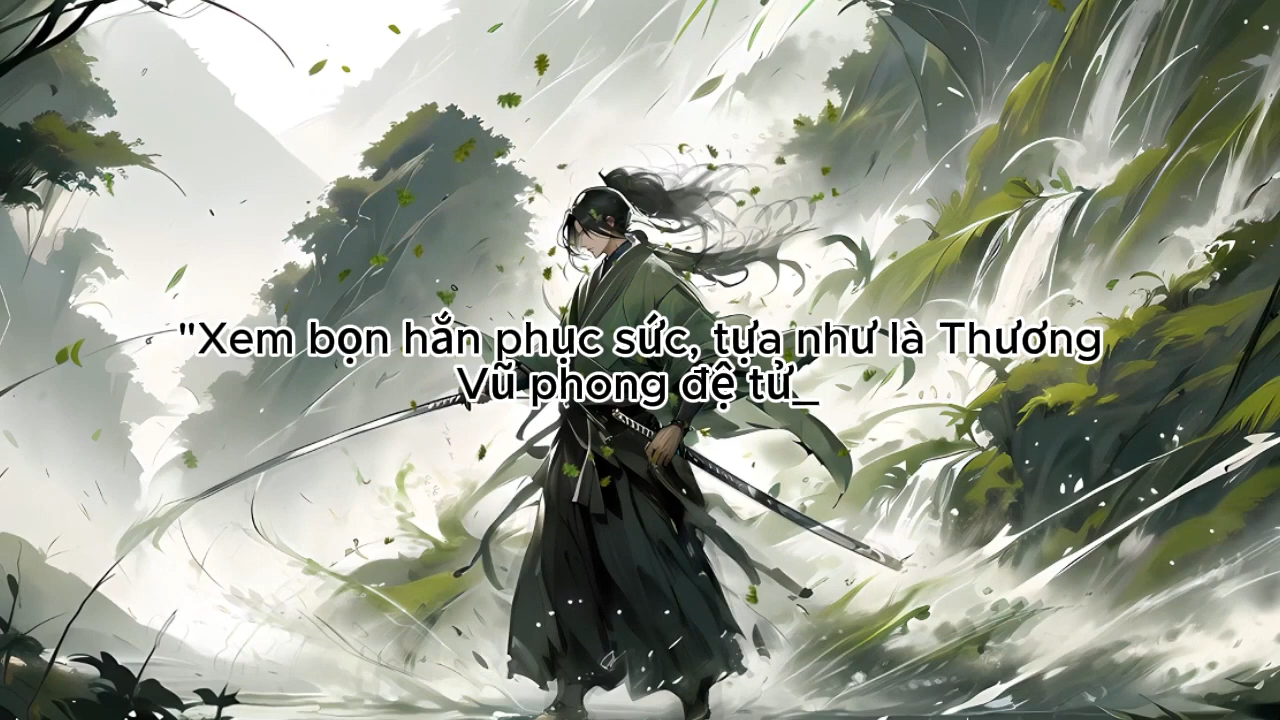 "Xem bọn hắn phục sức, tựa như là Thương
Vũ phong đệ tử_